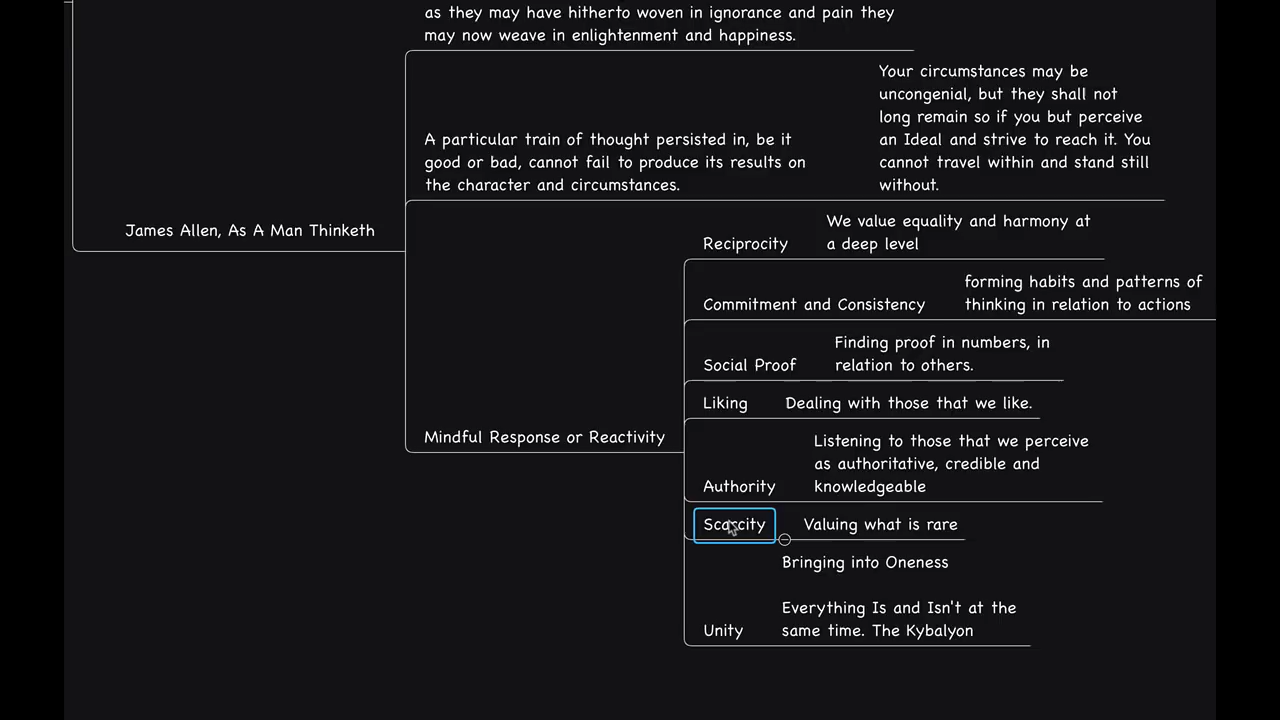 as they may have hitherto woven in ignorance and pain they
may now weave in enlightenment and happiness.
Your circumstances may be
uncongenial, but they shall not
long remain so if you but perceive
an Ideal and strive to reach it. You
cannot travel within and stand still
without.
A particular train of thought persisted in, be it
good or bad, cannot fail to produce its results on
the character and circumstances.
James Allen, As A Man Thinketh
We value equality and harmony at
a deep level
Reciprocity
forming habits and patterns of
thinking in relation to actions
Commitment and Consistency
Finding proof in numbers, in
relation to others.
Social Proof
Liking
Dealing with those that we like.
Mindful Response or Reactivity
Listening to those that we perceive
as authoritative, credible and
knowledgeable
Authority
Scarcity
Valuing what is rare
Bringing into Oneness
Everything Is and Isn't at the
same time. The Kybalyon
Unity